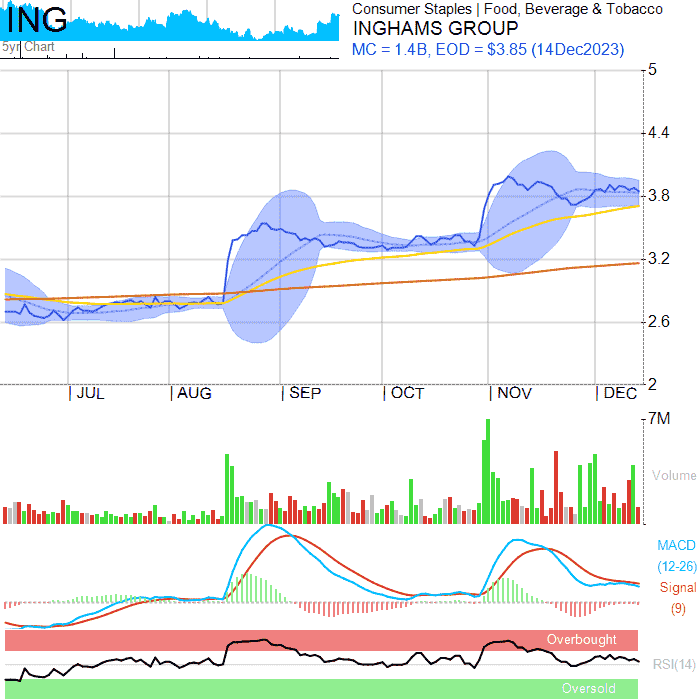 ING
5yr Chart
Consumer Staples | Food, Beverage & Tobacco
INGHAMS GROUP
MC = 1.4B, EOD = $3.85 (14Dec2023)
5
4.4
3.8
3.2
2.6
2
JUL AUG SEP OCT NOV DEC
7M
Volume
MACD
(12-26)
Signal
(9)
Overbought
RSI(14)
Oversold